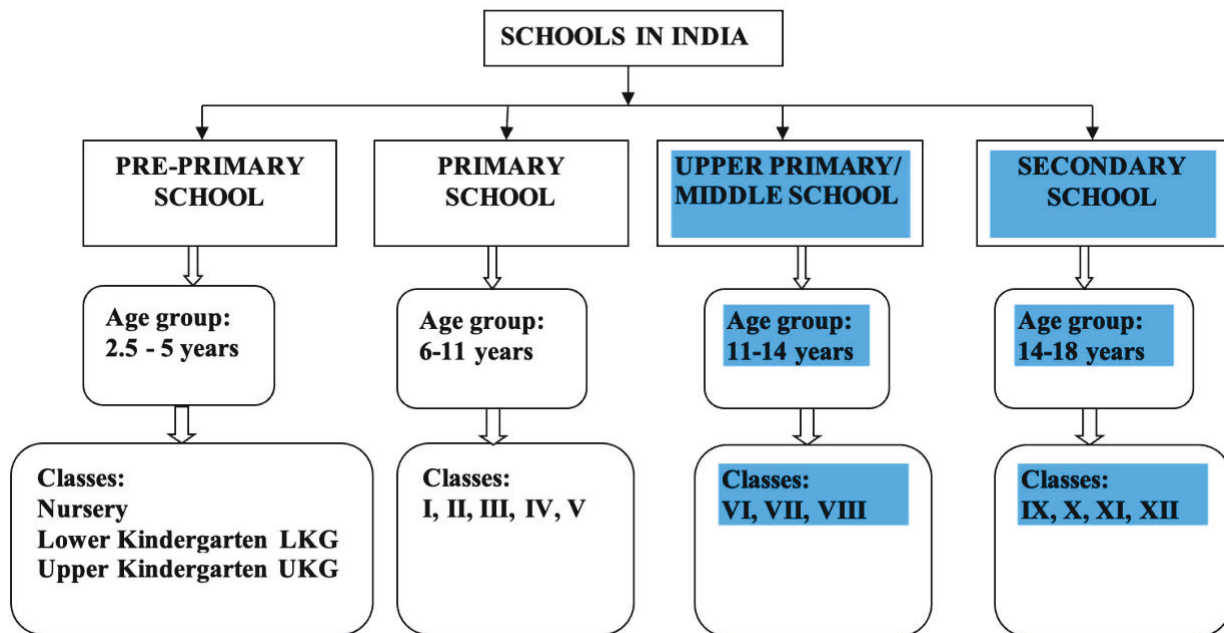 SCHOOLS IN INDIA
PRE-PRIMARY
SCHOOL
PRIMARY
SCHOOL
UPPER PRIMARY/
MIDDLE SCHOOL
SECONDARY
SCHOOL
Age group:
2.5 - 5 years
Age group:
6-11 years
Age group:
11-14 years
Age group:
14-18 years
Classes:
Nursery
Lower Kindergarten LKG
Upper Kindergarten UKG
Classes:
I, II, III, IV, V
Classes:
VI, VII, VIII
Classes:
IX, X, XI, XII